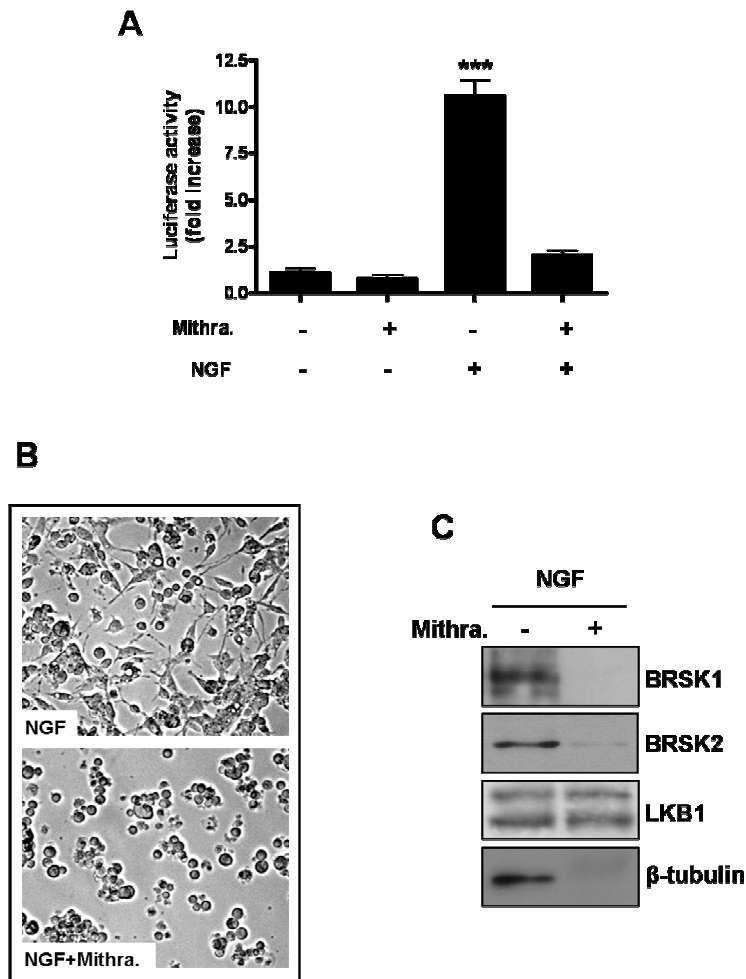 A
Luciferase activity
(fold increase)
12.5
10.0
7.5
5.0
2.5
0.0
***
Mithra. - + - +
NGF - - + +
B
NGF
NGF+Mithra.
C
NGF
Mithra. - +
BRSK1
BRSK2
LKB1
β-tubulin